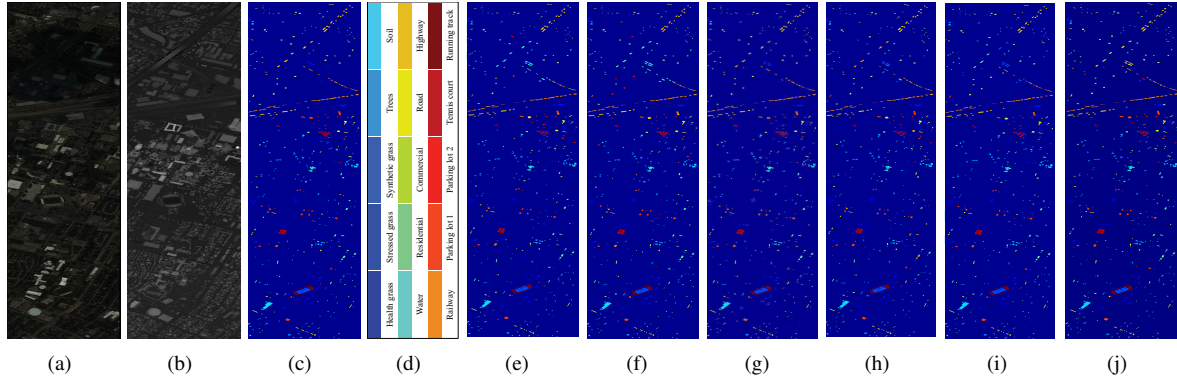 Soil
Highway
Running track
Trees
Road
Tennis court
Synthetic grass
Commercial
Parking lot 2
Stressed grass
Residential
Parking lot 1
Health grass
Water
Railway
(a) (b) (c) (d) (e) (f) (g) (h) (i) (j)